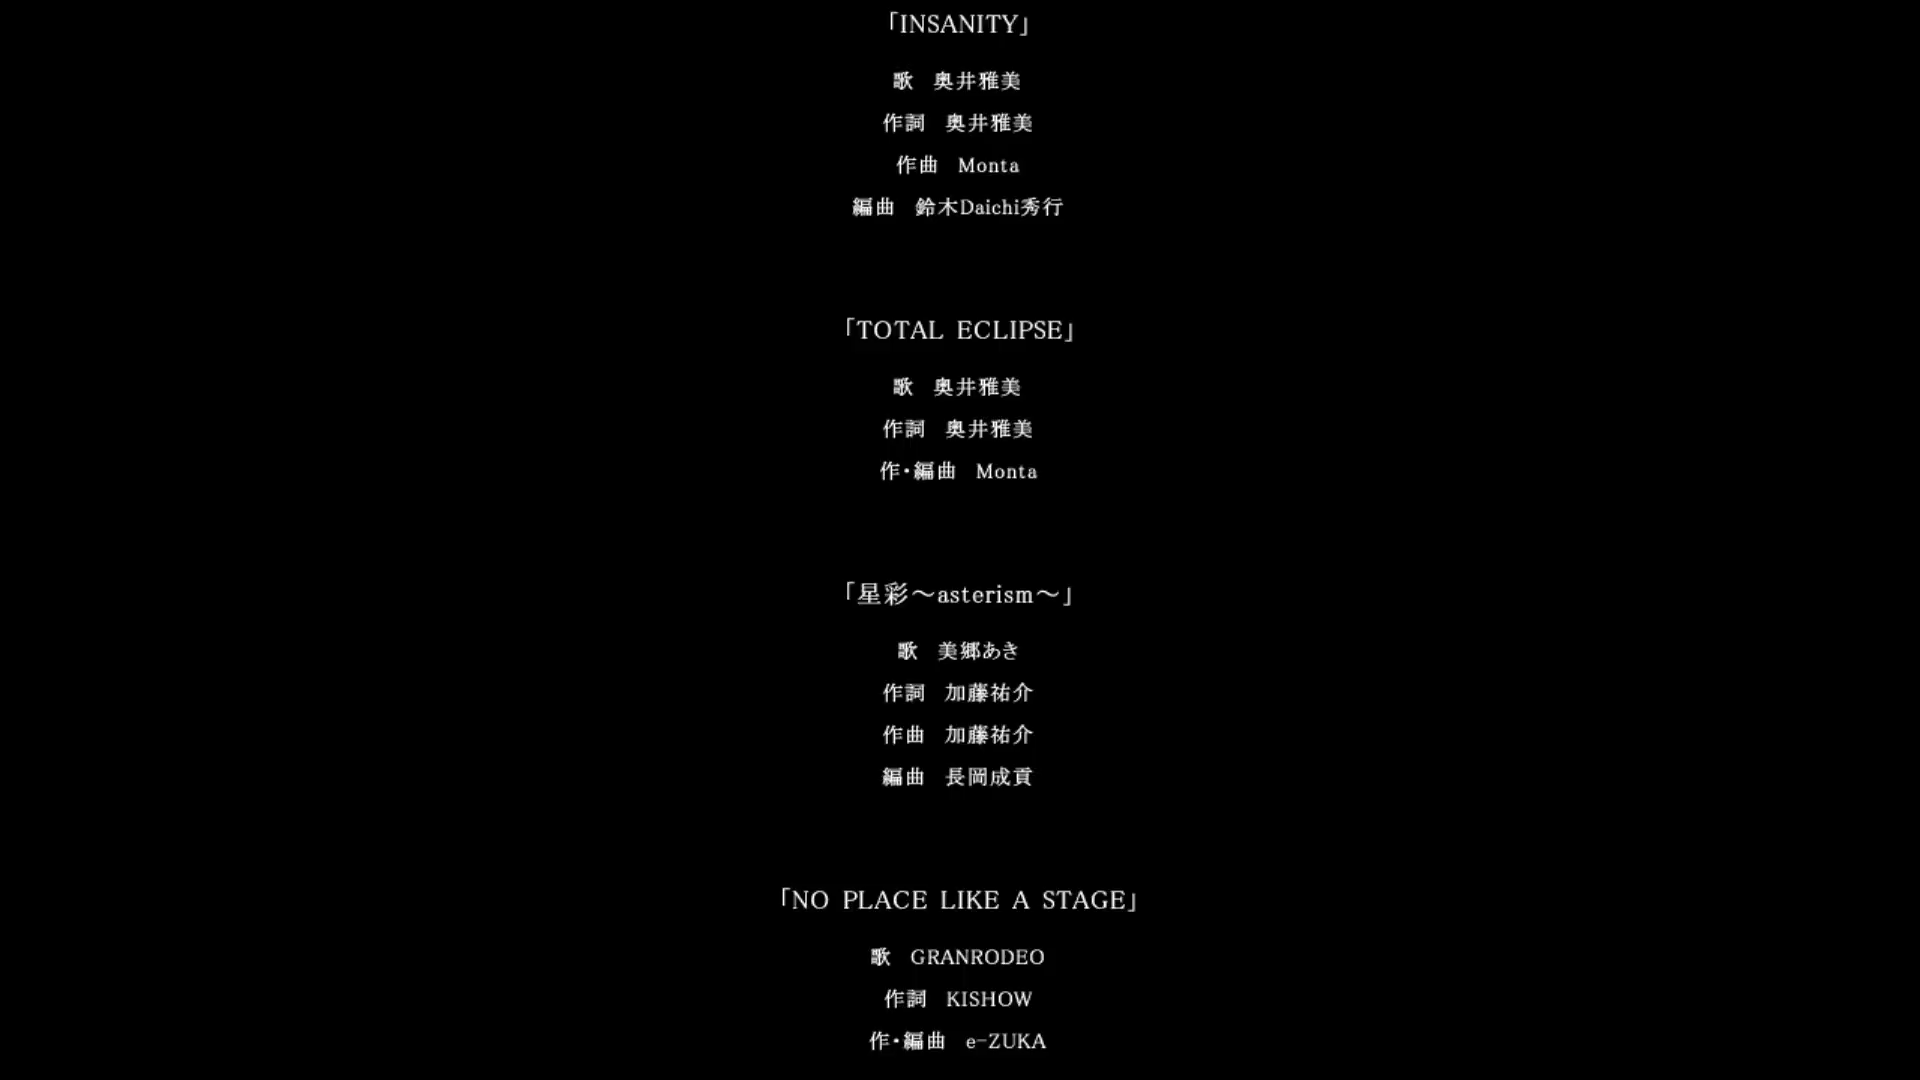 「INSANITY」
歌　奥井雅美
作詞　奥井雅美
作曲　Monta
編曲　鈴木Daichi秀行
「TOTAL ECLIPSE」
歌　奥井雅美
作詞　奥井雅美
作・編曲　Monta
「星彩～asterism～」
歌　美郷あき
作詞　加藤祐介
作曲　加藤祐介
編曲　長岡成貢
「NO PLACE LIKE A STAGE」
歌　GRANRODEO
作詞　KISHOW
作・編曲　e-ZUKA